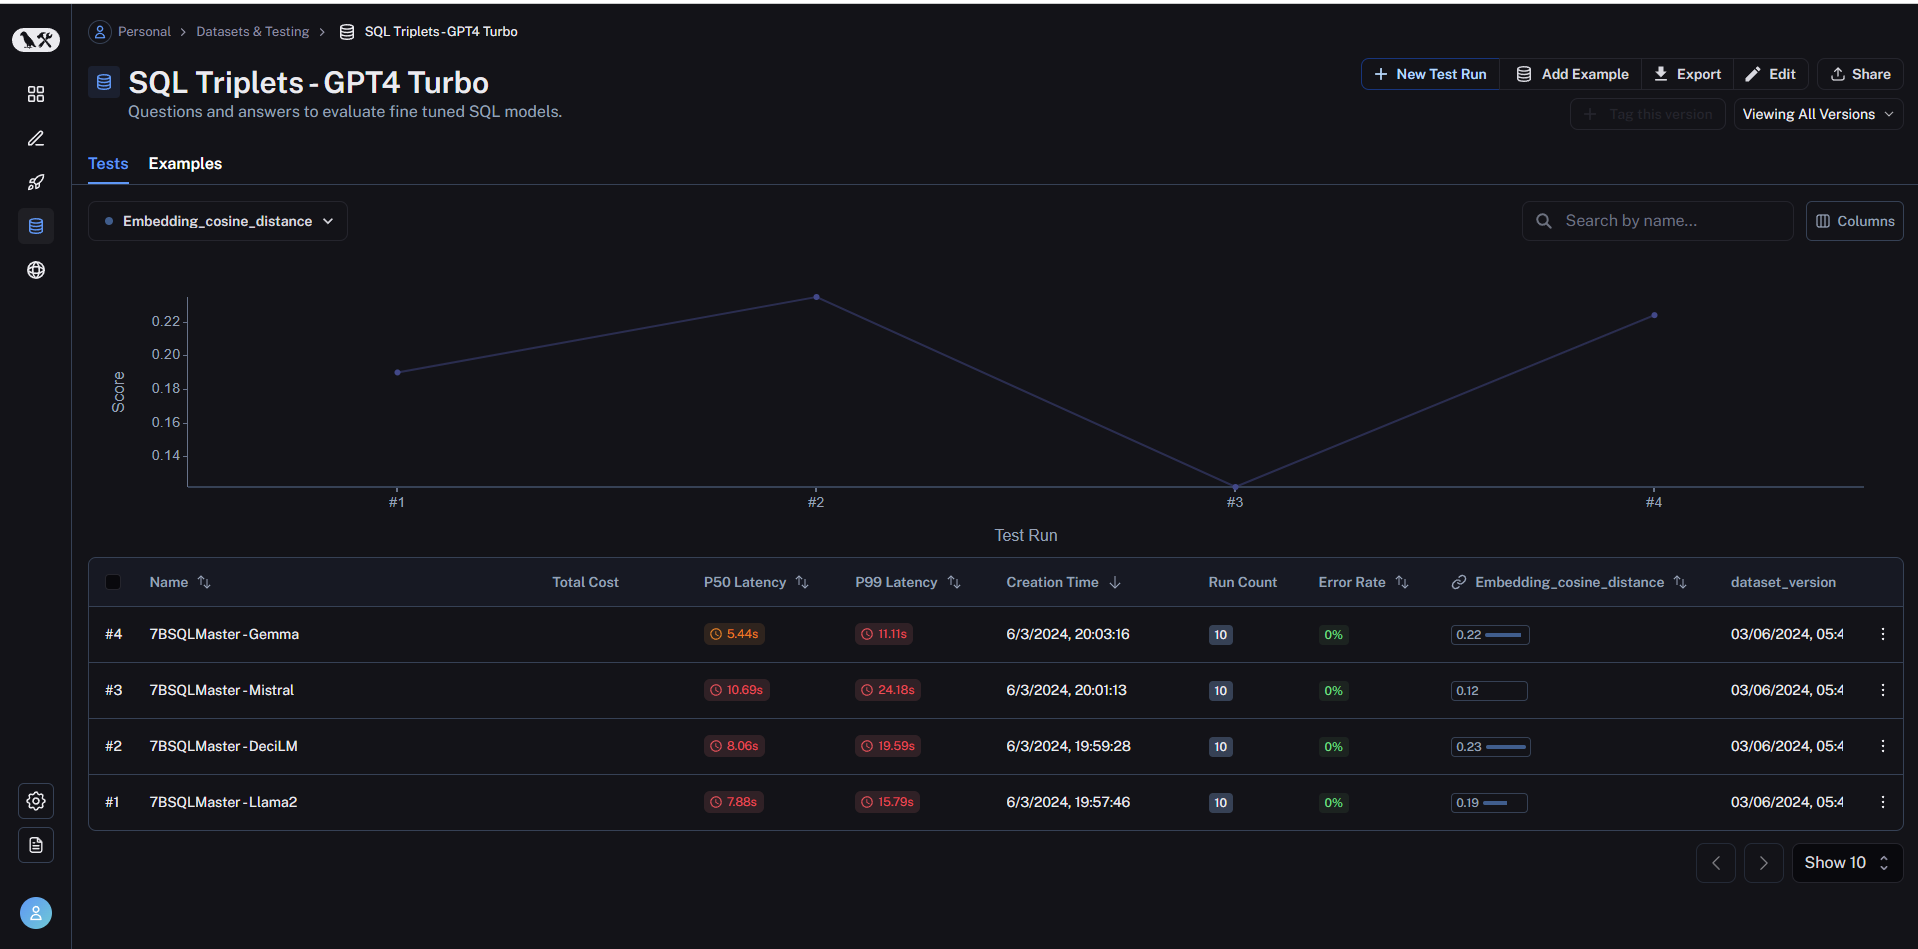 Personal > Datasets & Testing > SQL Triplets - GPT4 Turbo
SQL Triplets - GPT4 Turbo
Questions and answers to evaluate fine tuned SQL models.
+ New Test Run Add Example Export Edit Share
+ Tag this version Viewing All Versions
Tests Examples
Embedding_cosine_distance
Search by name...
Columns
0.22
0.20
0.18
0.16
0.14
Score
#1 #2 #3 #4
Test Run
Name Total Cost P50 Latency P99 Latency Creation Time Run Count Error Rate Embedding_cosine_distance dataset_version
#4 7BSQLMaster - Gemma 5.44s 11.11s 6/3/2024, 20:03:16 10 0% 0.22 03/06/2024, 05:4
#3 7BSQLMaster - Mistral 10.69s 24.18s 6/3/2024, 20:01:13 10 0% 0.12 03/06/2024, 05:4
#2 7BSQLMaster - DeciLM 8.06s 19.59s 6/3/2024, 19:59:28 10 0% 0.23 03/06/2024, 05:4
#1 7BSQLMaster - Llama2 7.88s 15.79s 6/3/2024, 19:57:46 10 0% 0.19 03/06/2024, 05:4
Show 10